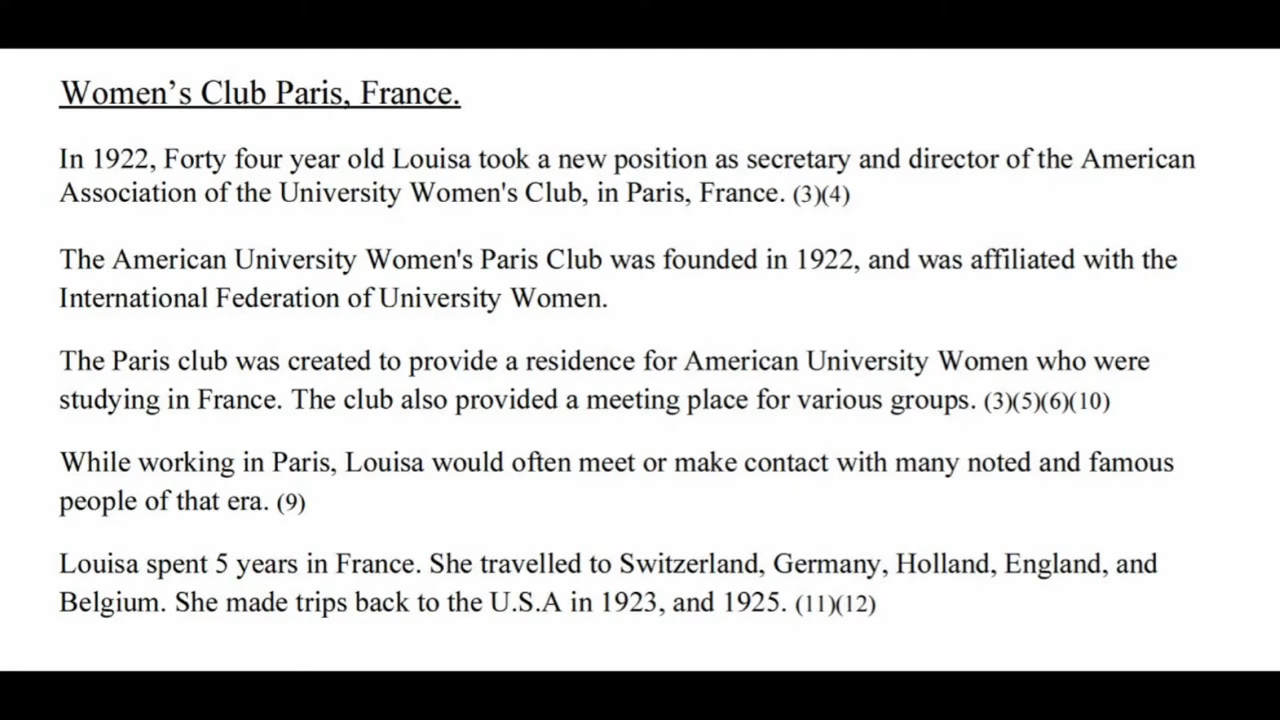 Women’s Club Paris, France.
In 1922, Forty four year old Louisa took a new position as secretary and director of the American
Association of the University Women's Club, in Paris, France. (3)(4)
The American University Women's Paris Club was founded in 1922, and was affiliated with the
International Federation of University Women.
The Paris club was created to provide a residence for American University Women who were
studying in France. The club also provided a meeting place for various groups. (3)(5)(6)(10)
While working in Paris, Louisa would often meet or make contact with many noted and famous
people of that era. (9)
Louisa spent 5 years in France. She travelled to Switzerland, Germany, Holland, England, and
Belgium. She made trips back to the U.S.A in 1923, and 1925. (11)(12)